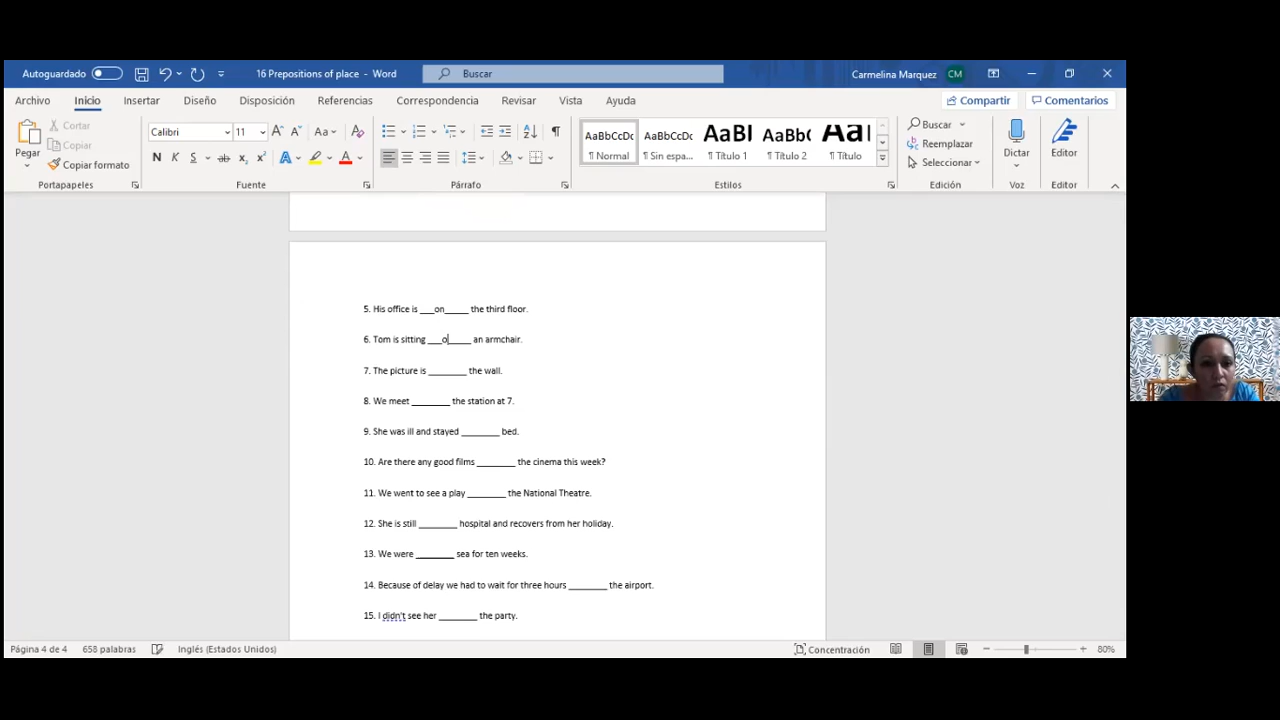 Autoguardado 16 Prepositions of place - Word Buscar Carmelina Marquez CM
Archivo Inicio Insertar Diseño Disposición Referencias Correspondencia Revisar Vista Ayuda Compartir Comentarios
Pegar Cortar Copiar Copiar formato
Portapapeles
Calibri 11 Aa
N K S ab x₂ x² A A
Fuente
Párrafo
AaBbCcDc AaBbCcDc AaBl AaBb( Aal
¶ Normal ¶ Sin espa... ¶ Título 1 ¶ Título 2 ¶ Título
Estilos
Buscar
Reemplazar
Seleccionar
Edición
Dictar
Voz
Editor
Editor
5. His office is ___on_____ the third floor.
6. Tom is sitting ___o_____ an armchair.
7. The picture is ________ the wall.
8. We meet ________ the station at 7.
9. She was ill and stayed ________ bed.
10. Are there any good films ________ the cinema this week?
11. We went to see a play ________ the National Theatre.
12. She is still ________ hospital and recovers from her holiday.
13. We were ________ sea for ten weeks.
14. Because of delay we had to wait for three hours ________ the airport.
15. I didn't see her ________ the party.
Página 4 de 4 658 palabras Inglés (Estados Unidos) Concentración 80%